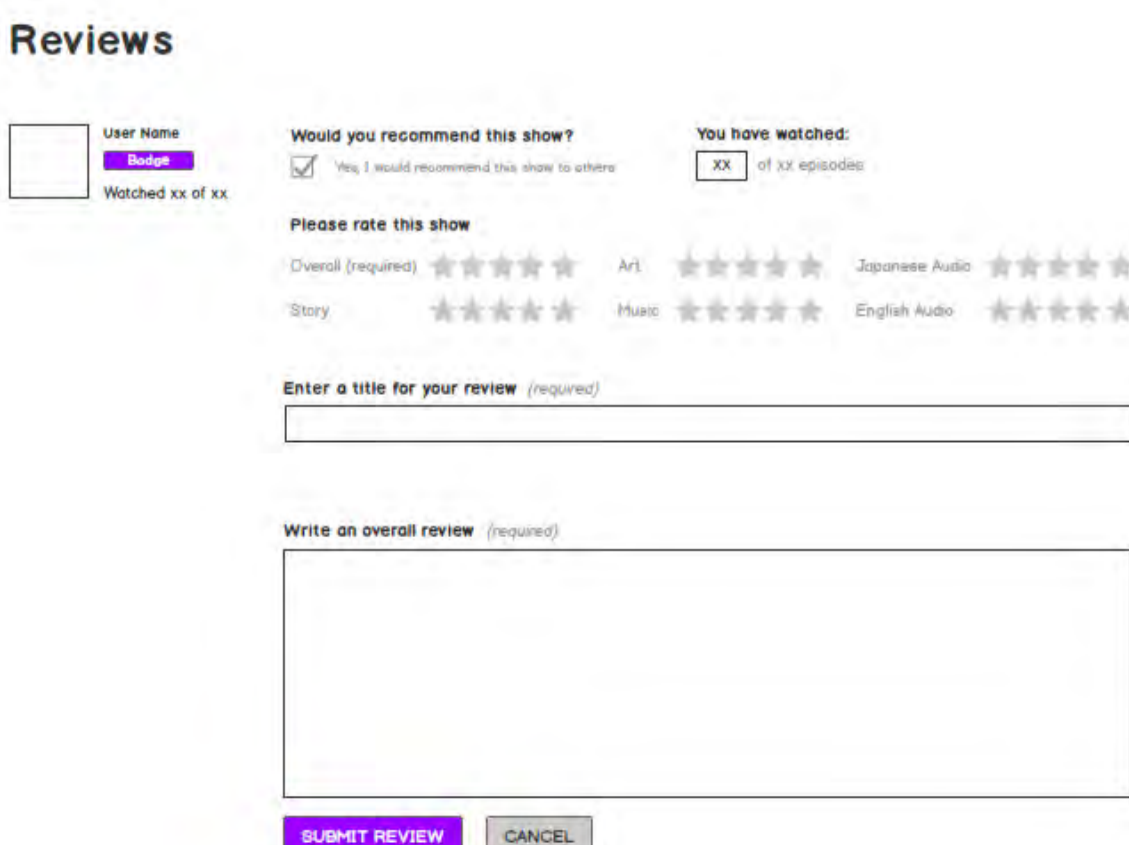 Reviews
User Name
Badge
Watched xx of xx
Would you recommend this show?
Yes, I would recommend this show to others
You have watched:
xx of xx episodes
Please rate this show
Overall (required)
Art
Japanese Audio
Story
Music
English Audio
Enter a title for your review (required)
Write an overall review (required)
SUBMIT REVIEW
CANCEL